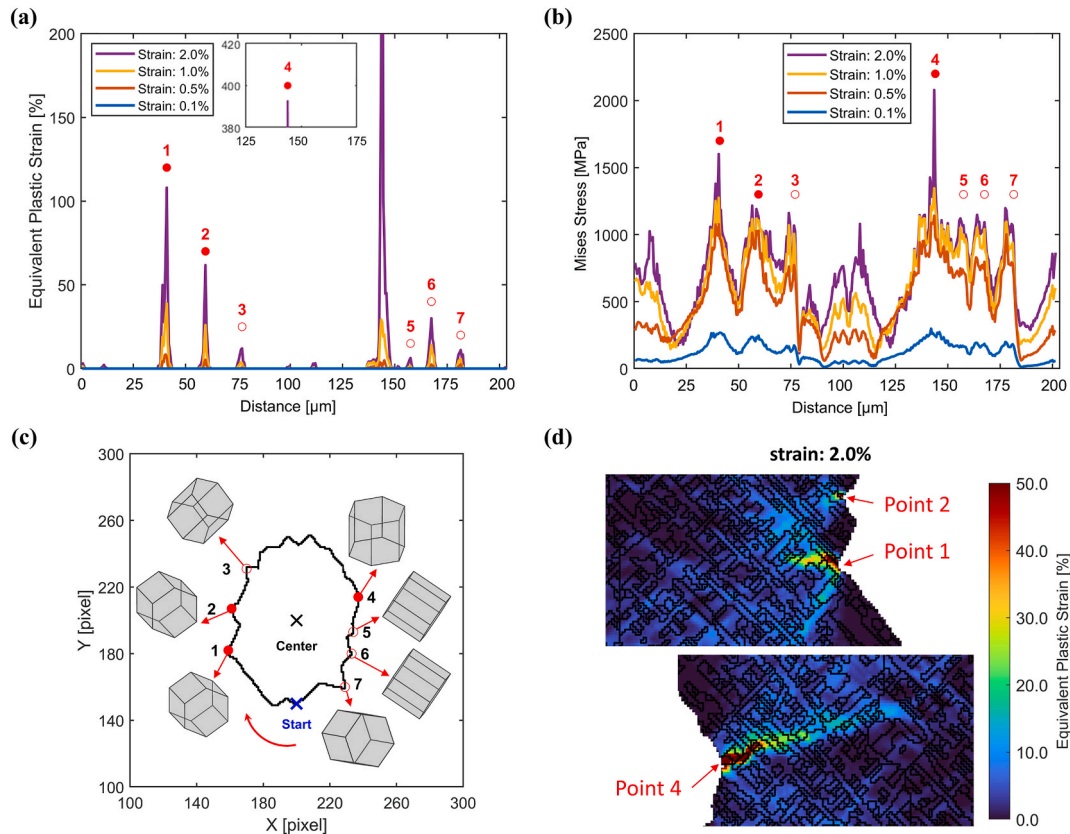 (a)
200
150
100
50
0
Equivalent Plastic Strain [%]
Strain: 2.0%
Strain: 1.0%
Strain: 0.5%
Strain: 0.1%
420
400
380
125
150
175
4
1
2
3
5
6
7
0
25
50
75
100
125
150
175
200
Distance [µm]
(b)
2500
2000
1500
1000
500
0
Mises Stress [MPa]
Strain: 2.0%
Strain: 1.0%
Strain: 0.5%
Strain: 0.1%
1
2
3
4
5
6
7
0
25
50
75
100
125
150
175
200
Distance [µm]
(c)
300
260
220
180
140
100
Y [pixel]
3
2
1
4
5
6
7
Center
Start
100
140
180
220
260
300
X [pixel]
(d)
strain: 2.0%
Point 2
Point 1
Point 4
50.0
40.0
30.0
20.0
10.0
0.0
Equivalent Plastic Strain [%]